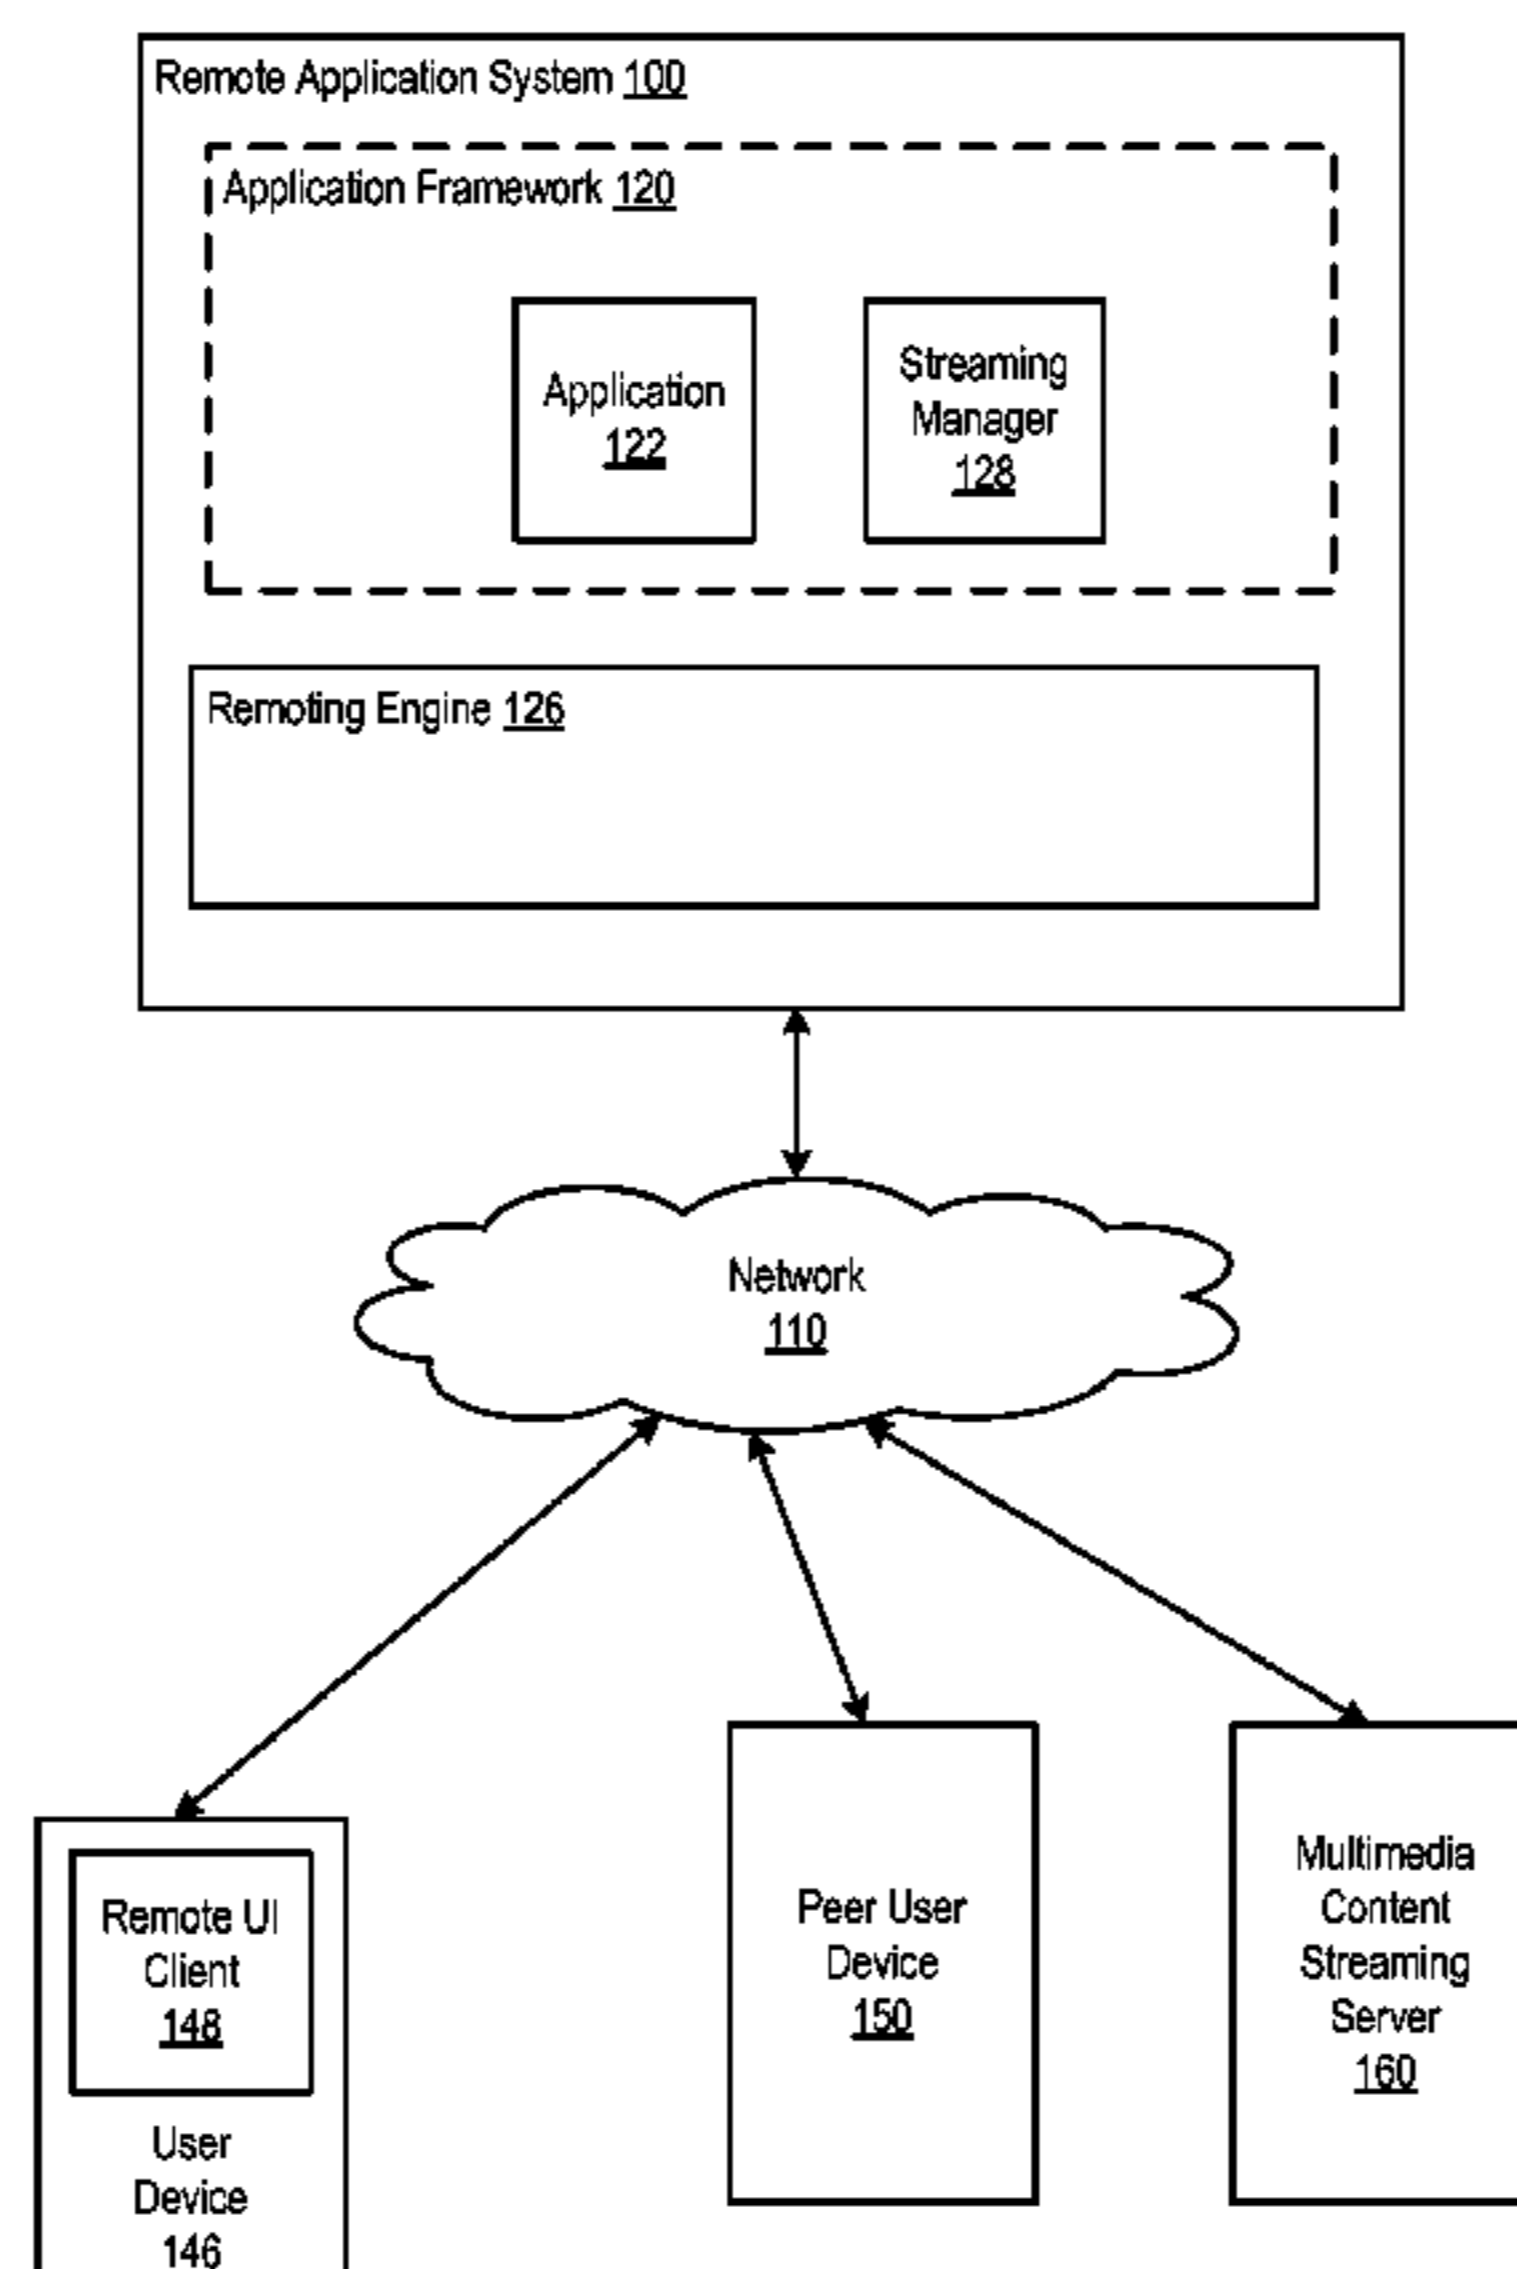 Remote Application System 100
Application Framework 120
Application
122
Streaming
Manager
128
Remoting Engine 126
Network
110
Remote UI
Client
148
User
Device
146
Peer User
Device
150
Multimedia
Content
Streaming
Server
160